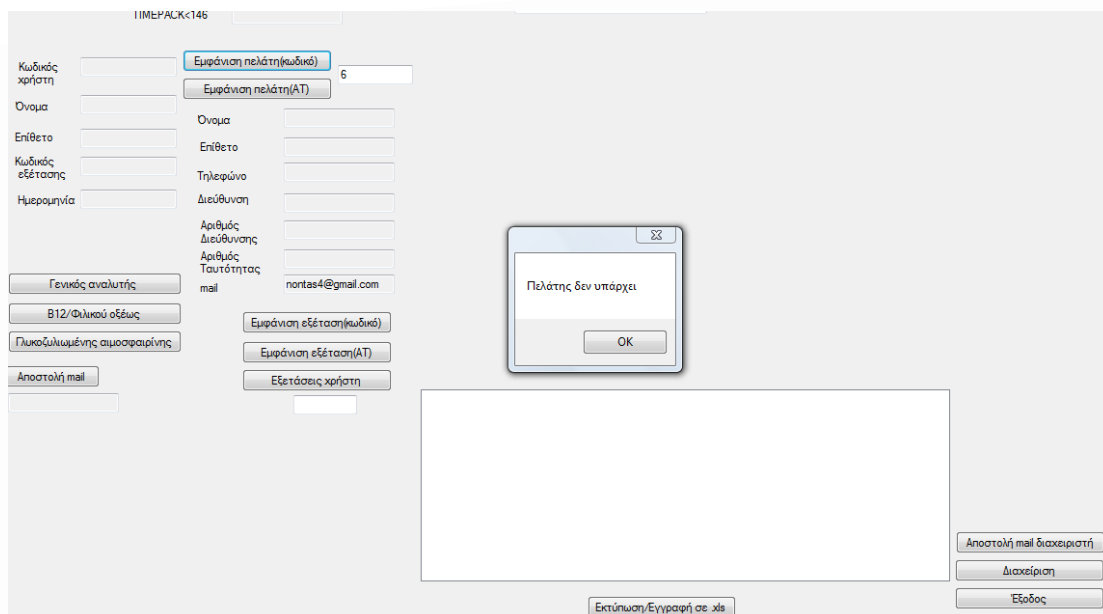 TIMEPACK<146
Κωδικός
χρήστη
Όνομα
Επίθετο
Κωδικός
εξέτασης
Ημερομηνία
Εμφάνιση πελάτη(κωδικό)
6
Εμφάνιση πελάτη(ΑΤ)
Όνομα
Επίθετο
Τηλεφώνο
Διεύθυνση
Αριθμός
Διεύθυνσης
Αριθμός
Ταυτότητας
mail
nontas4@gmail.com
Γενικός αναλυτής
B12/Φιλικού οξέως
Γλυκοζυλιωμένης αιμοσφαιρίνης
Αποστολή mail
Εμφάνιση εξέταση(κωδικό)
Εμφάνιση εξέταση(ΑΤ)
Εξετάσεις χρήστη
Πελάτης δεν υπάρχει
OK
Αποστολή mail διαχειριστή
Διαχείριση
Έξοδος
Εκτύπωση/Εγγραφή σε .xls